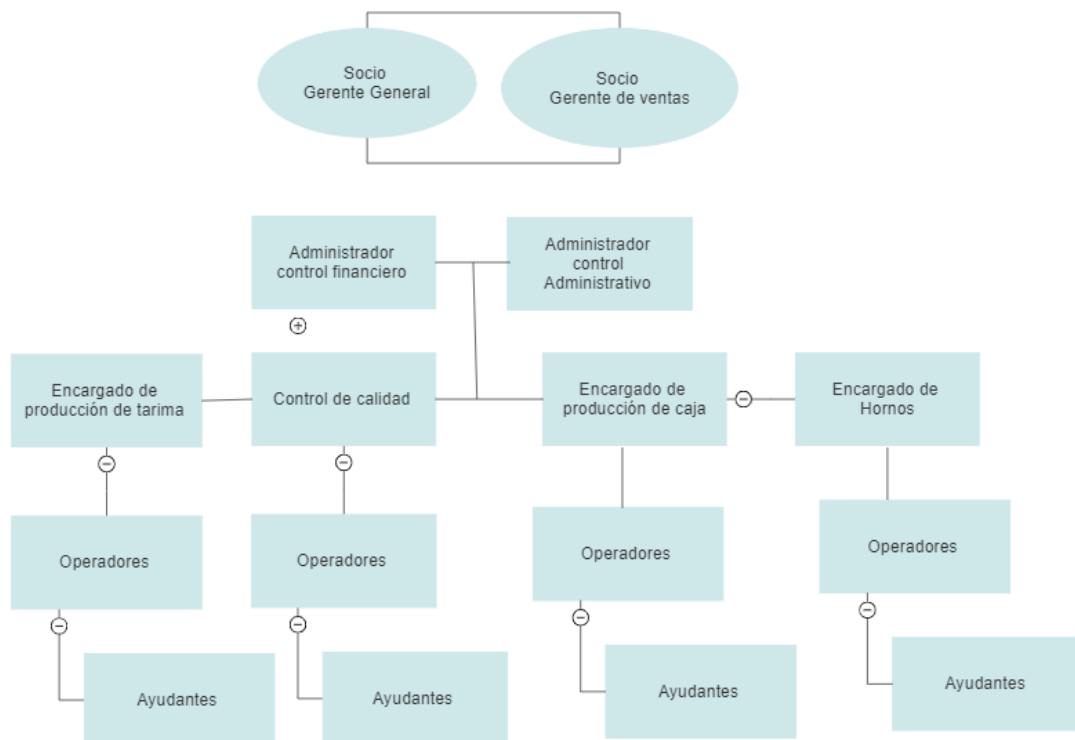 Socio
Gerente General
Socio
Gerente de ventas
Administrador
control financiero
Administrador
control
Administrativo
Encargado de
producción de tarima
Control de calidad
Encargado de
producción de caja
Encargado de
Hornos
Operadores
Operadores
Operadores
Operadores
Ayudantes
Ayudantes
Ayudantes
Ayudantes